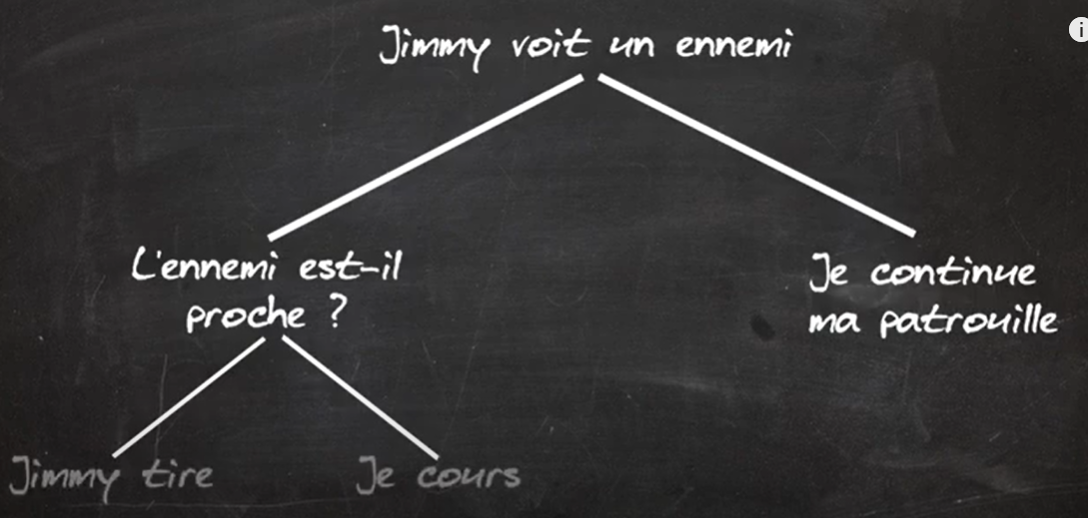 Jimmy voit un ennemi
L'ennemi est-il
proche ?
Je continue
ma patrouille
Jimmy tire
Je cours